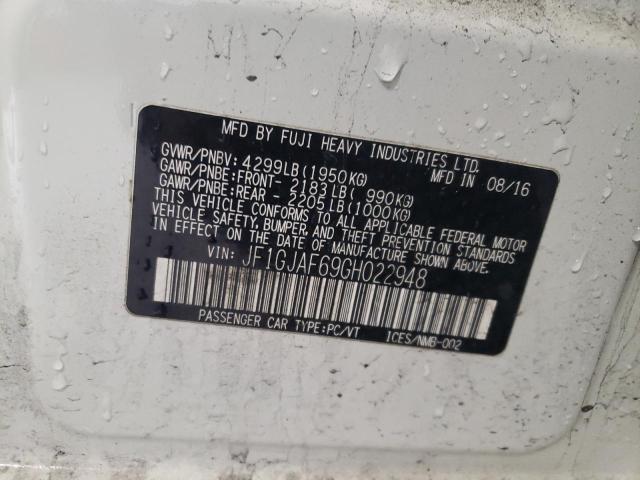 MFD BY FUJI HEAVY INDUSTRIES LTD.
GVWR/PNBV: 4299LB(1950KG) MFD IN 08/16
GAWR/PNBE:FRONT- 2183LB( 990KG)
GAWR/PNBE:REAR - 2205LB(1000KG)
THIS VEHICLE CONFORMS TO ALL APPLICABLE FEDERAL MOTOR
VEHICLE SAFETY, BUMPER, AND THEFT PREVENTION STANDARDS
IN EFFECT ON THE DATE OF MANUFACTURE SHOWN ABOVE.
VIN: JF1GJAF69GH022948
PASSENGER CAR TYPE:PC/VT ICES/NMB-002